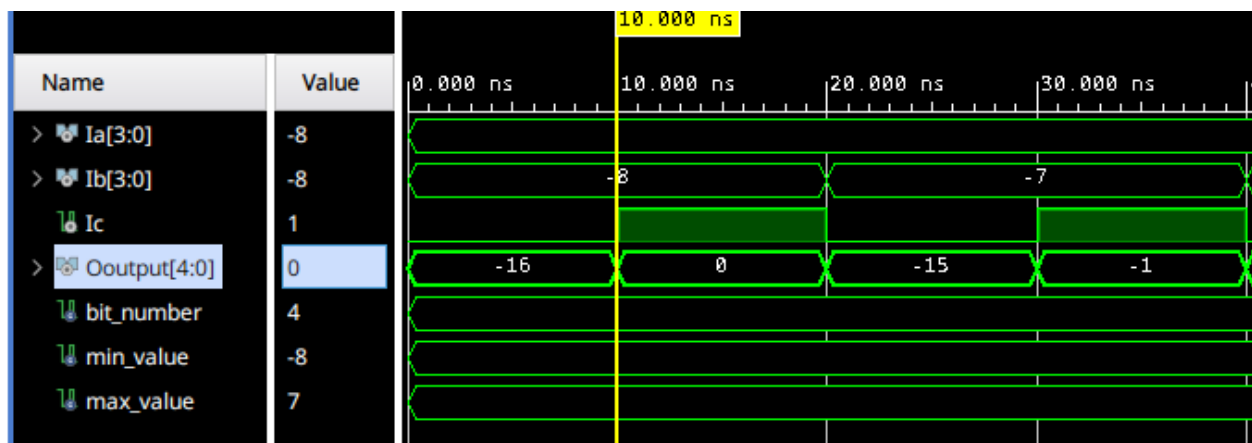 10.000 ns
Name Value 0.000 ns 10.000 ns 20.000 ns 30.000 ns
Ia[3:0] -8
Ib[3:0] -8 -8 -7
Ic 1
Ooutput[4:0] 0 -16 0 -15 -1
bit_number 4
min_value -8
max_value 7